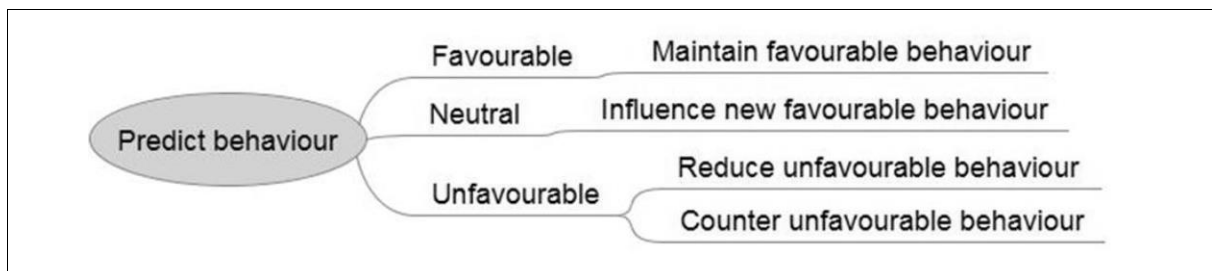 Predict behaviour
Favourable
Maintain favourable behaviour
Neutral
Influence new favourable behaviour
Unfavourable
Reduce unfavourable behaviour
Counter unfavourable behaviour